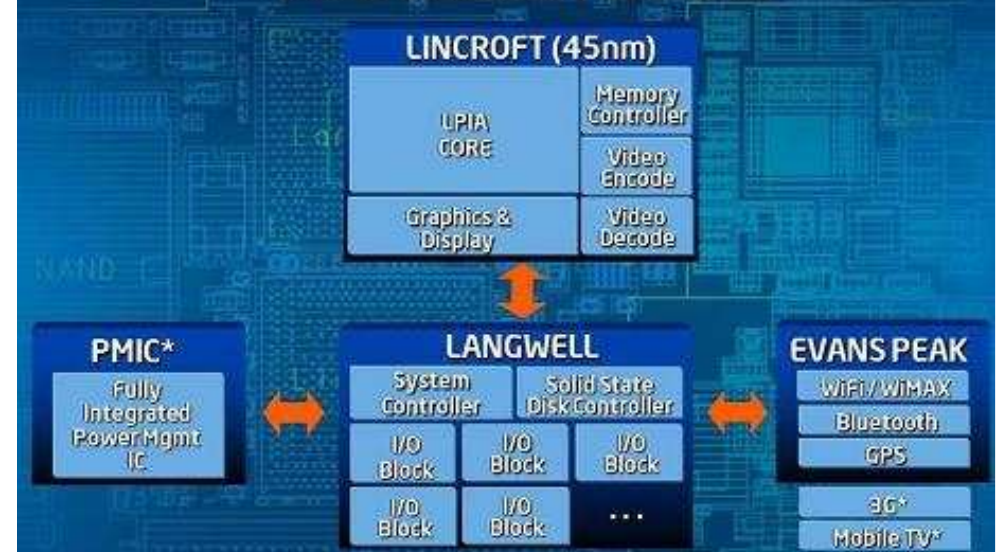 LINCROFT (45nm)
LPIA
CORE
Memory
Controller
Video
Encode
Graphics &
Display
Video
Decode
NAND
PMIC*
Fully
Integrated
Power Mgmt
IC
LANGWELL
System
Controller
Solid State
Disk Controller
I/O
Block
I/O
Block
I/O
Block
I/O
Block
I/O
Block
...
EVANS PEAK
WiFi / WiMAX
Bluetooth
GPS
3G*
Mobile TV*